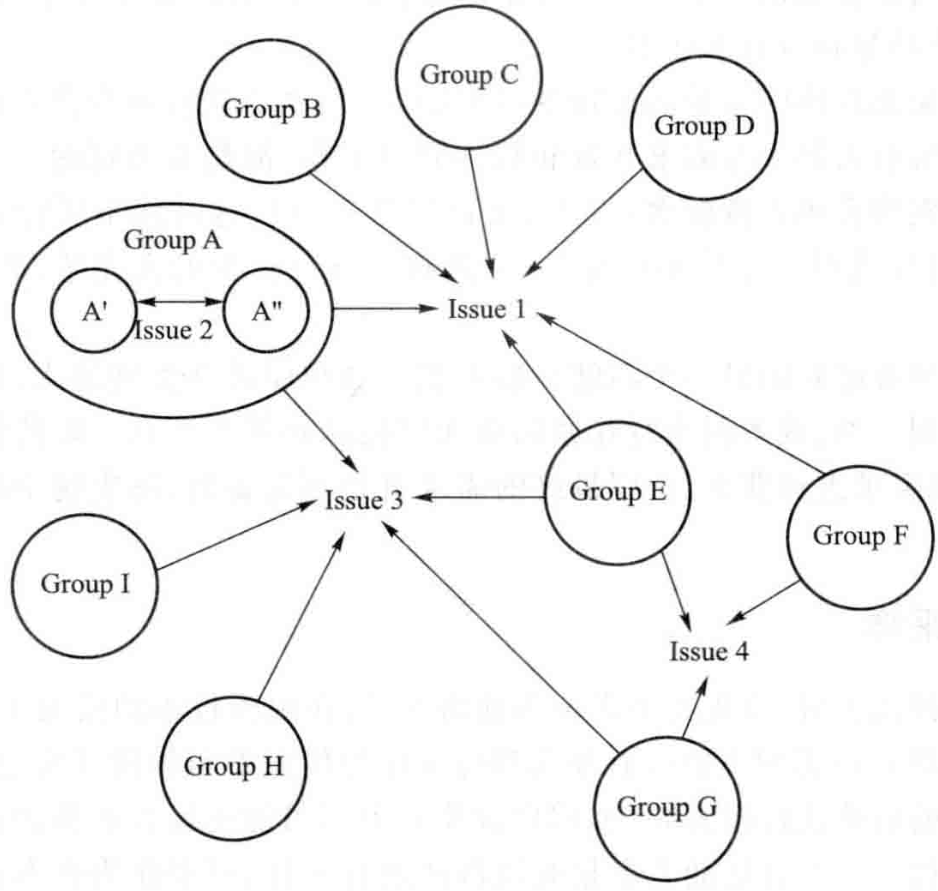 Group C
Group B
Group D
Group A
A'
A"
Issue 2
Issue 1
Issue 3
Group E
Group F
Group I
Issue 4
Group H
Group G